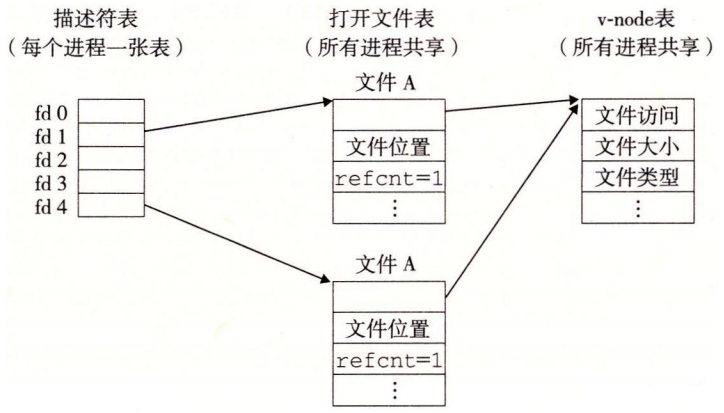 描述符表
（每个进程一张表）
打开文件表
（所有进程共享）
v-node表
（所有进程共享）
文件 A
fd 0
fd 1
fd 2
fd 3
fd 4
文件位置
refcnt=1
⋮
文件访问
文件大小
文件类型
⋮
文件 A
文件位置
refcnt=1
⋮